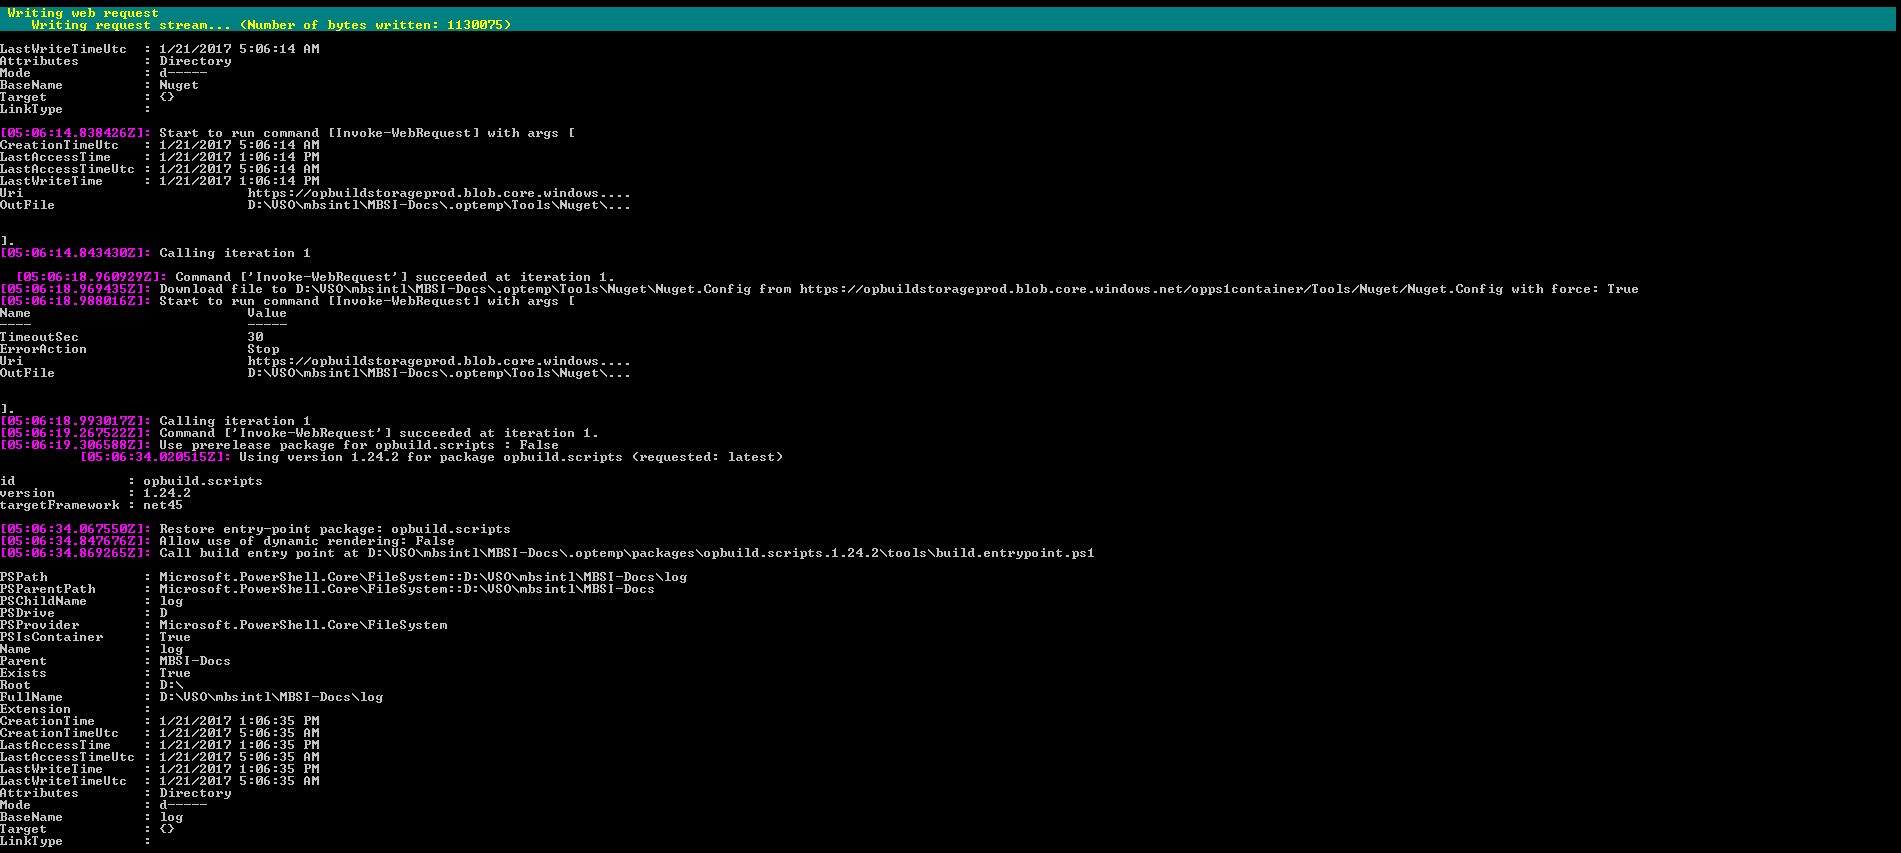 Writing web request
Writing request stream... (Number of bytes written: 1130075)
LastWriteTimeUtc  : 1/21/2017 5:06:14 AM
Attributes        : Directory
Mode              : d-----
BaseName          : Nuget
Target            : {}
LinkType          :
[05:06:14.838426Z]: Start to run command [Invoke-WebRequest] with args [
CreationTimeUtc   : 1/21/2017 5:06:14 AM
LastAccessTime    : 1/21/2017 1:06:14 PM
LastAccessTimeUtc : 1/21/2017 5:06:14 AM
LastWriteTime     : 1/21/2017 1:06:14 PM
Uri                            https://opbuildstorageprod.blob.core.windows....
OutFile                        D:\VSO\mbsintl\MBSI-Docs\.optemp\Tools\Nuget\...
].
[05:06:14.843430Z]: Calling iteration 1
[05:06:18.960929Z]: Command ['Invoke-WebRequest'] succeeded at iteration 1.
[05:06:18.969435Z]: Download file to D:\VSO\mbsintl\MBSI-Docs\.optemp\Tools\Nuget\Nuget.Config from https://opbuildstorageprod.blob.core.windows.net/opps1container/Tools/Nuget/Nuget.Config with force: True
[05:06:18.988016Z]: Start to run command [Invoke-WebRequest] with args [
Name                           Value
----                           -----
TimeoutSec                     30
ErrorAction                    Stop
Uri                            https://opbuildstorageprod.blob.core.windows....
OutFile                        D:\VSO\mbsintl\MBSI-Docs\.optemp\Tools\Nuget\...
].
[05:06:18.993017Z]: Calling iteration 1
[05:06:19.267522Z]: Command ['Invoke-WebRequest'] succeeded at iteration 1.
[05:06:19.306588Z]: Use prerelease package for opbuild.scripts : False
[05:06:34.020515Z]: Using version 1.24.2 for package opbuild.scripts (requested: latest)
id              : opbuild.scripts
version         : 1.24.2
targetFramework : net45
[05:06:34.067550Z]: Restore entry-point package: opbuild.scripts
[05:06:34.847676Z]: Allow use of dynamic rendering: False
[05:06:34.869265Z]: Call build entry point at D:\VSO\mbsintl\MBSI-Docs\.optemp\packages\opbuild.scripts.1.24.2\tools\build.entrypoint.ps1
PSPath            : Microsoft.PowerShell.Core\FileSystem::D:\VSO\mbsintl\MBSI-Docs\log
PSParentPath      : Microsoft.PowerShell.Core\FileSystem::D:\VSO\mbsintl\MBSI-Docs
PSChildName       : log
PSDrive           : D
PSProvider        : Microsoft.PowerShell.Core\FileSystem
PSIsContainer     : True
Name              : log
Parent            : MBSI-Docs
Exists            : True
Root              : D:\
FullName          : D:\VSO\mbsintl\MBSI-Docs\log
Extension         :
CreationTime      : 1/21/2017 1:06:35 PM
CreationTimeUtc   : 1/21/2017 5:06:35 AM
LastAccessTime    : 1/21/2017 1:06:35 PM
LastAccessTimeUtc : 1/21/2017 5:06:35 AM
LastWriteTime     : 1/21/2017 1:06:35 PM
LastWriteTimeUtc  : 1/21/2017 5:06:35 AM
Attributes        : Directory
Mode              : d-----
BaseName          : log
Target            : {}
LinkType          :